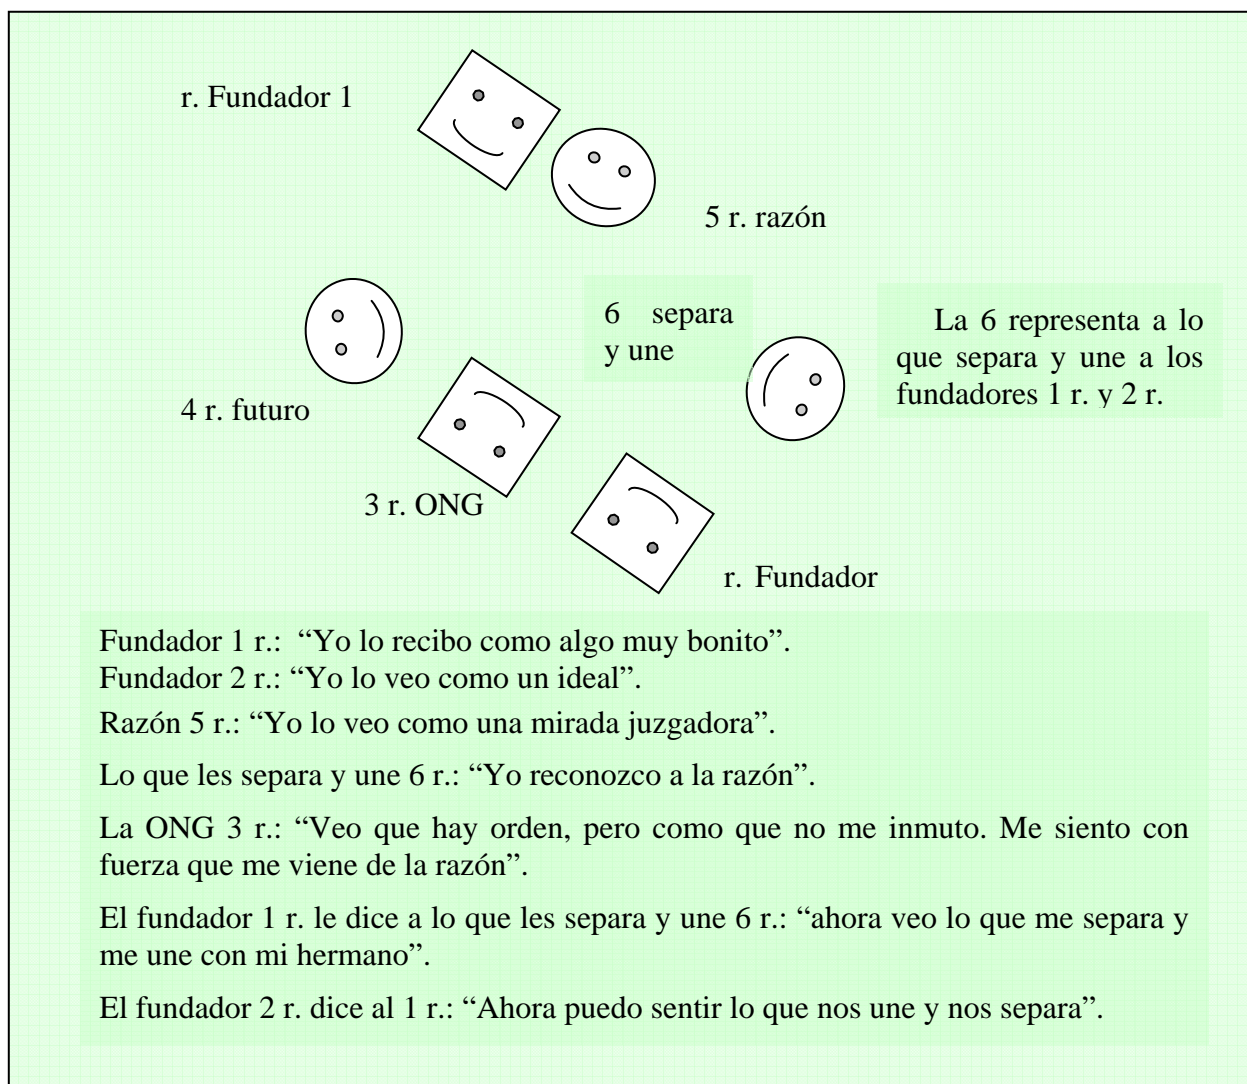 r. Fundador 1
5 r. razón
6 separa
y une
La 6 representa a lo
que separa y une a los
fundadores 1 r. y 2 r.
4 r. futuro
3 r. ONG
r. Fundador
Fundador 1 r.: “Yo lo recibo como algo muy bonito”.
Fundador 2 r.: “Yo lo veo como un ideal”.
Razón 5 r.: “Yo lo veo como una mirada juzgadora”.
Lo que les separa y une 6 r.: “Yo reconozco a la razón”.
La ONG 3 r.: “Veo que hay orden, pero como que no me inmuto. Me siento con
fuerza que me viene de la razón”.
El fundador 1 r. le dice a lo que les separa y une 6 r.: “ahora veo lo que me separa y
me une con mi hermano”.
El fundador 2 r. dice al 1 r.: “Ahora puedo sentir lo que nos une y nos separa”.